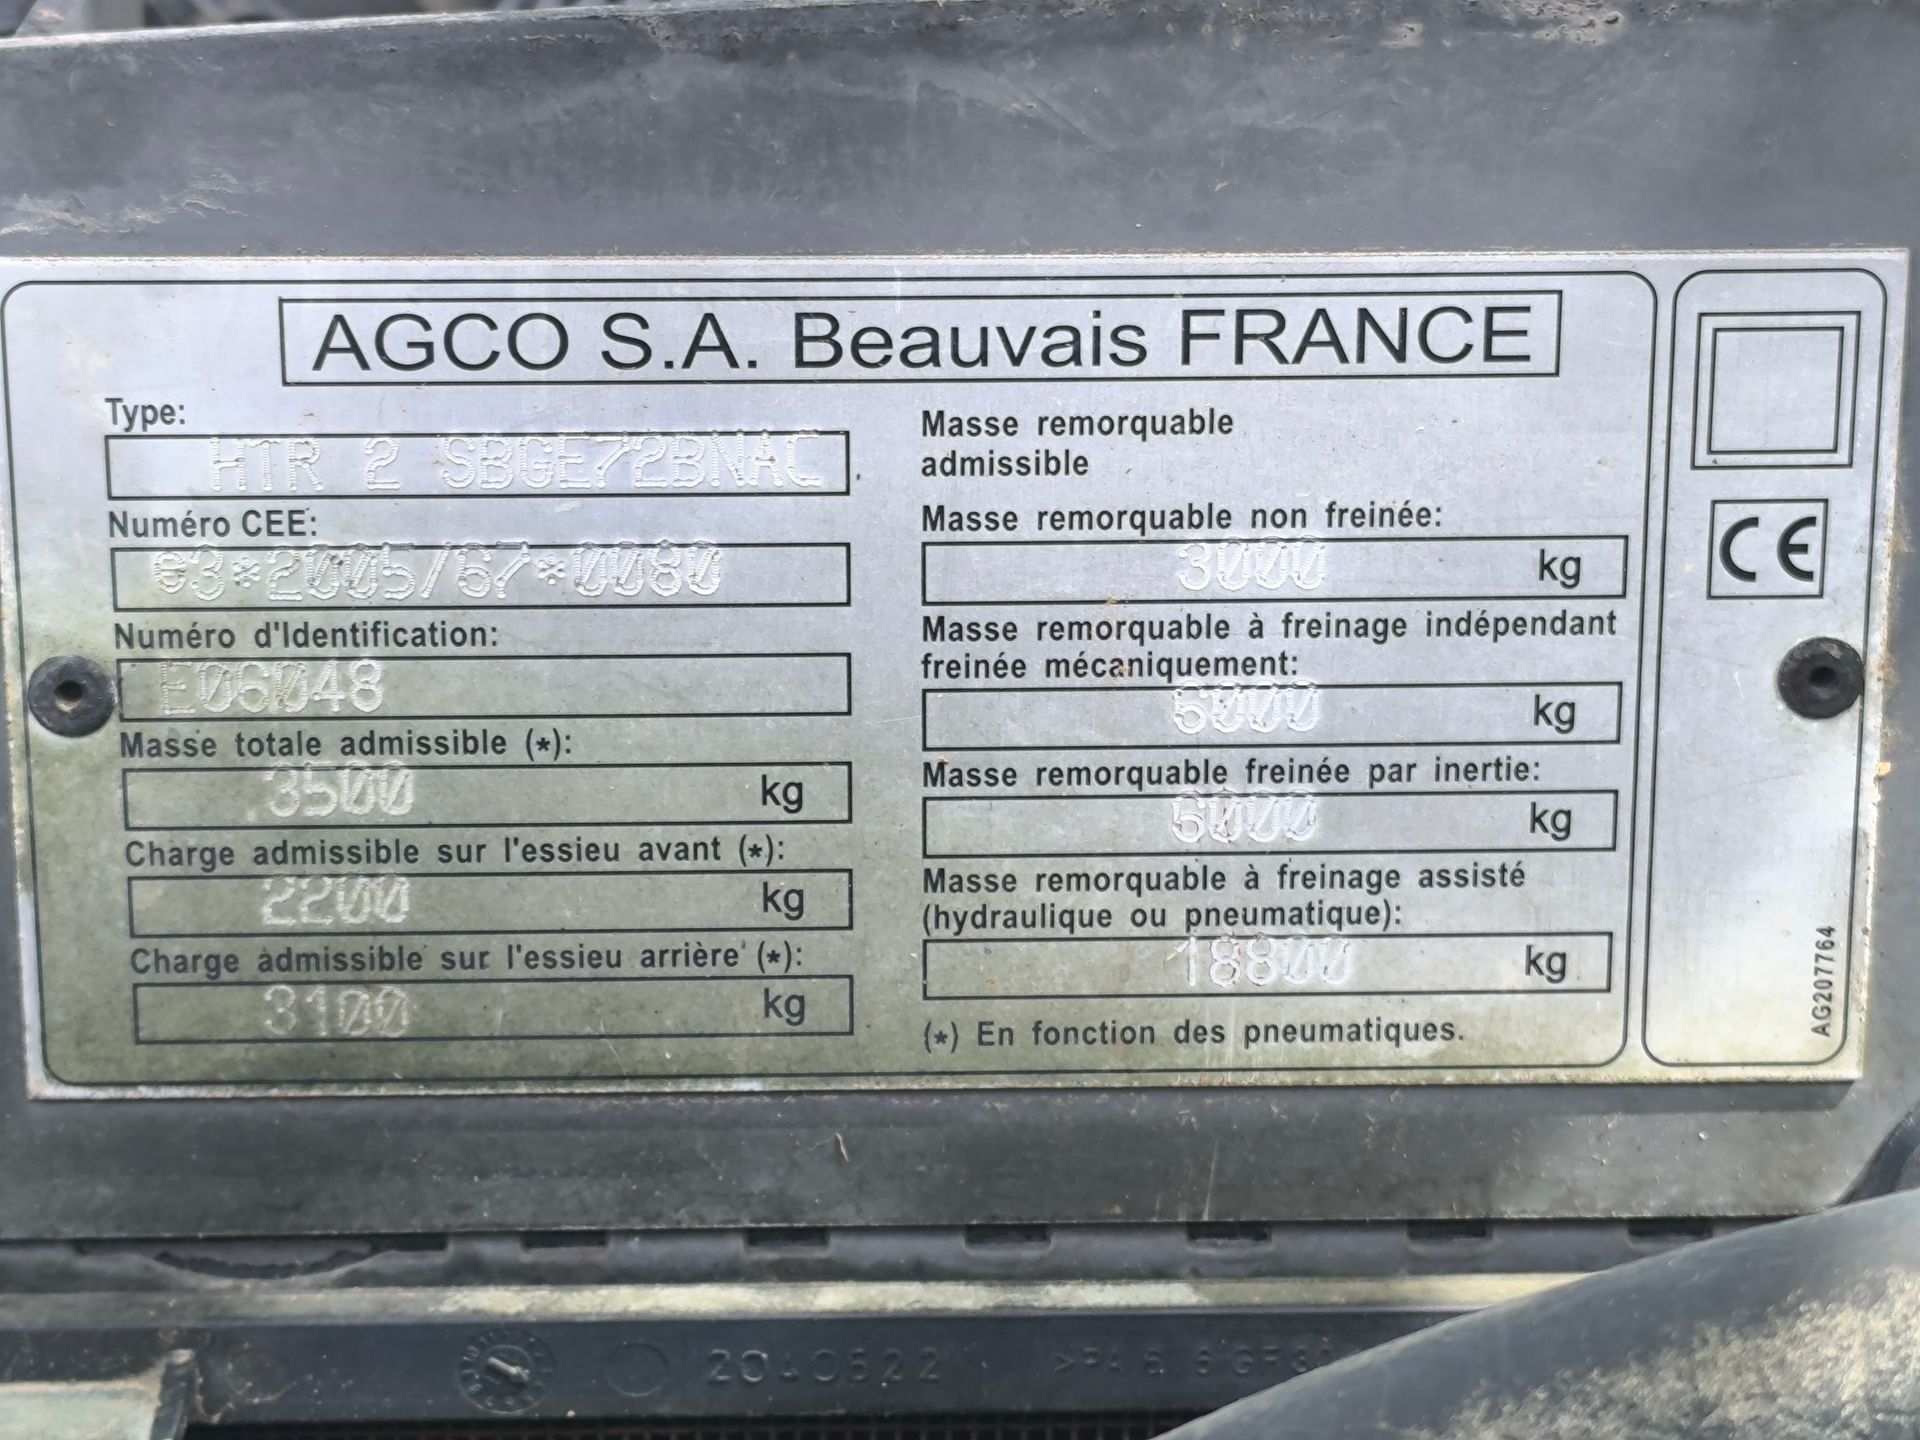 AGCO S.A. Beauvais FRANCE
Type:
HTR 2 SBGE72BNAC
Numéro CEE:
e3*2005/67*0080
Numéro d'Identification:
E06048
Masse totale admissible (*):
3500 kg
Charge admissible sur l'essieu avant (*):
2200 kg
Charge admissible sur l'essieu arrière (*):
3100 kg
Masse remorquable
admissible
Masse remorquable non freinée:
3000 kg
Masse remorquable à freinage indépendant
freinée mécaniquement:
6000 kg
Masse remorquable freinée par inertie:
6000 kg
Masse remorquable à freinage assisté
(hydraulique ou pneumatique):
18800 kg
(*) En fonction des pneumatiques.
CE
AG207764
2040622